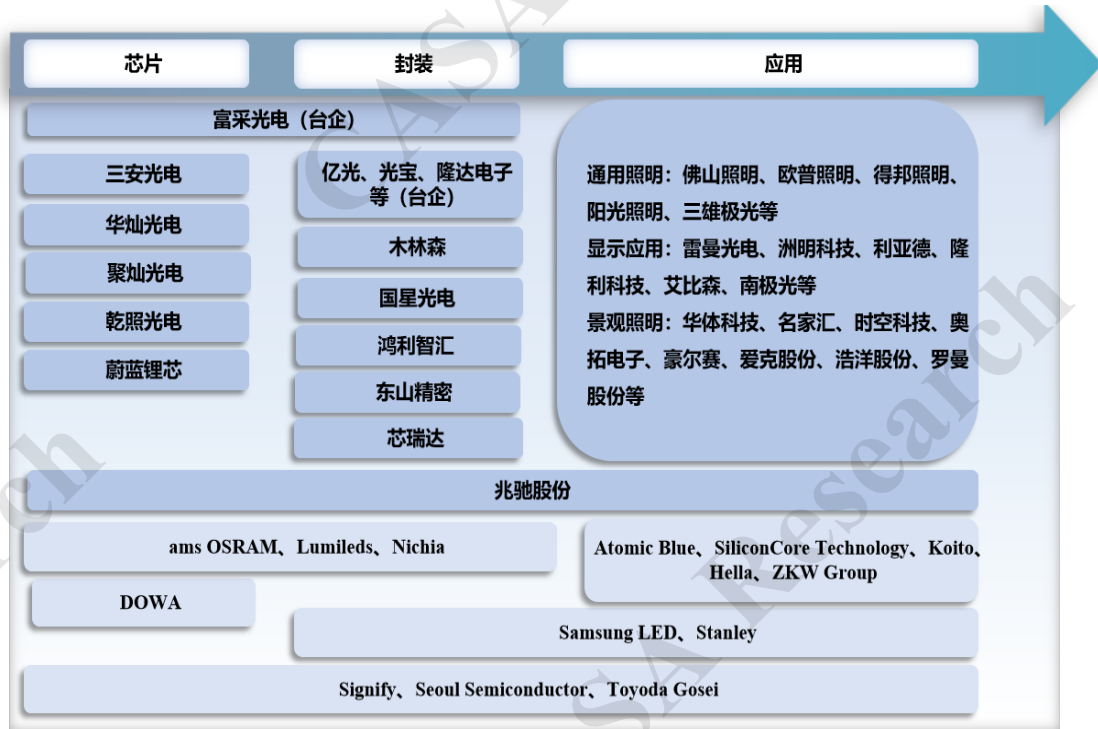 芯片
封装
应用
富采光电（台企）
三安光电
华灿光电
聚灿光电
乾照光电
蔚蓝锂芯
亿光、光宝、隆达电子
等（台企）
木林森
国星光电
鸿利智汇
东山精密
芯瑞达
通用照明：佛山照明、欧普照明、得邦照明、
阳光照明、三雄极光等
显示应用：雷曼光电、洲明科技、利亚德、隆
利科技、艾比森、南极光等
景观照明：华体科技、名家汇、时空科技、奥
拓电子、豪尔赛、爱克股份、浩洋股份、罗曼
股份等
兆驰股份
ams OSRAM、Lumileds、Nichia
Atomic Blue、SiliconCore Technology、Koito、
Hella、ZKW Group
DOWA
Samsung LED、Stanley
Signify、Seoul Semiconductor、Toyoda Gosei
CASA
SA Research